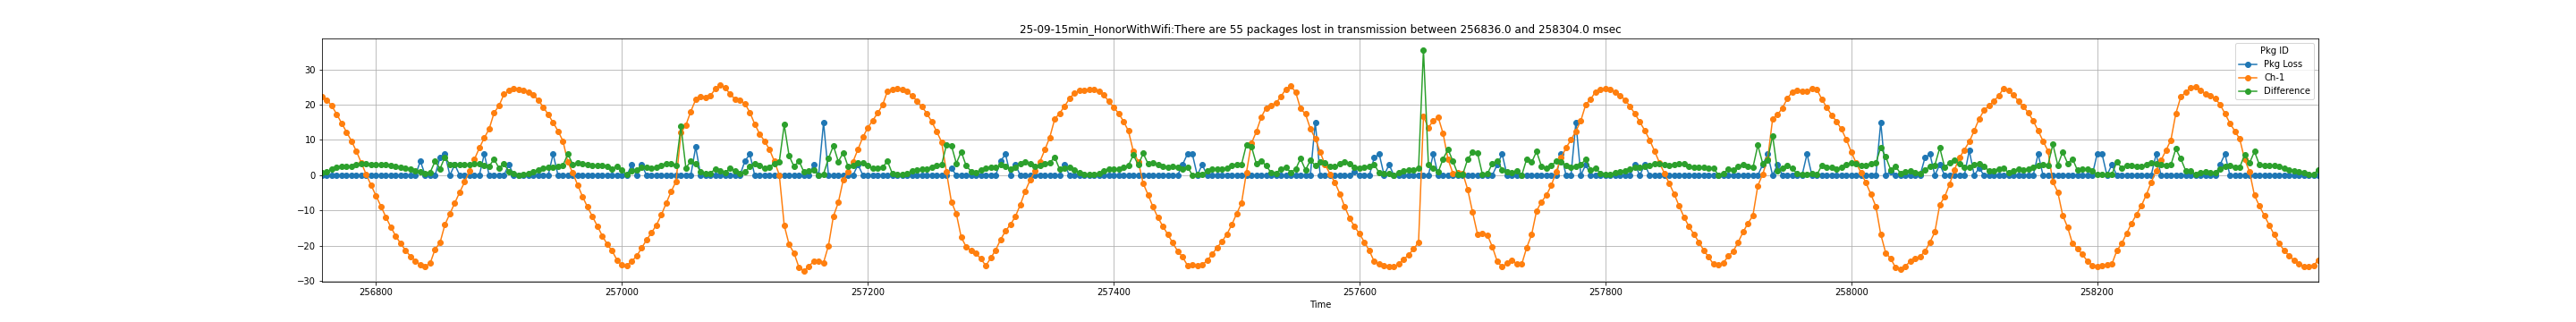 25-09-15min_HonorWithWifi:There are 55 packages lost in transmission between 256836.0 and 258304.0 msec
Pkg ID
Pkg Loss
Ch-1
Difference
30
20
10
0
−10
−20
−30
256800 257000 257200 257400 257600 257800 258000 258200
Time